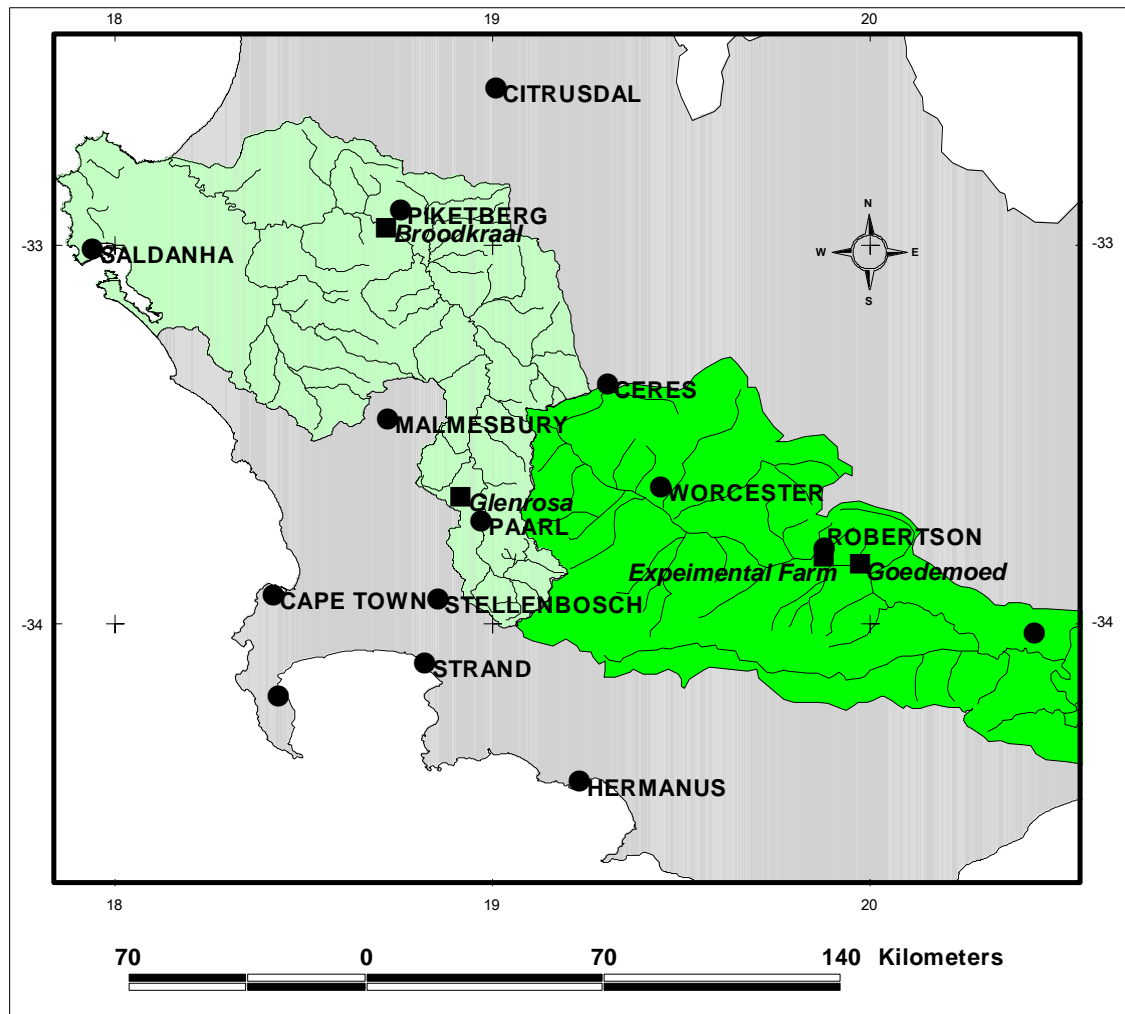 18 19 20
CITRUSDAL
PIKETBERG
Broodkraal
N
W E
S
-33 -33
SALDANHA
CERES
MALMESBURY
WORCESTER
Glenrosa
PAARL
ROBERTSON
Expeimental Farm Goedemoed
CAPE TOWN STELLENBOSCH
-34 -34
STRAND
HERMANUS
18 19 20
70 0 70 140 Kilometers